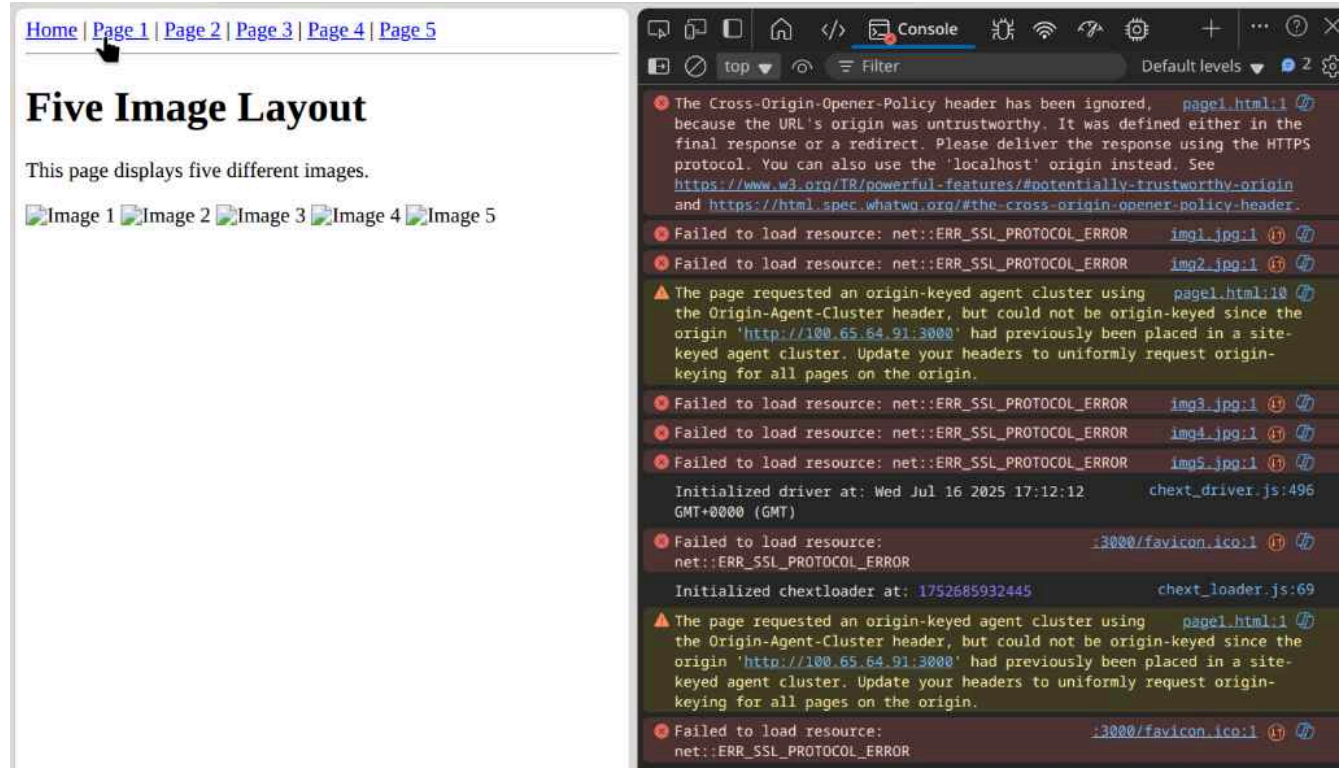 Home | Page 1 | Page 2 | Page 3 | Page 4 | Page 5
Five Image Layout
This page displays five different images.
Image 1 Image 2 Image 3 Image 4 Image 5
Console
top
Filter
Default levels
2
The Cross-Origin-Opener-Policy header has been ignored, page1.html:1
because the URL's origin was untrustworthy. It was defined either in the
final response or a redirect. Please deliver the response using the HTTPS
protocol. You can also use the 'localhost' origin instead. See
https://www.w3.org/TR/powerful-features/#potentially-trustworthy-origin
and https://html.spec.whatwg.org/#the-cross-origin-opener-policy-header.
Failed to load resource: net::ERR_SSL_PROTOCOL_ERROR img1.jpg:1
Failed to load resource: net::ERR_SSL_PROTOCOL_ERROR img2.jpg:1
The page requested an origin-keyed agent cluster using page1.html:10
the Origin-Agent-Cluster header, but could not be origin-keyed since the
origin 'http://100.65.64.91:3000' had previously been placed in a site-
keyed agent cluster. Update your headers to uniformly request origin-
keying for all pages on the origin.
Failed to load resource: net::ERR_SSL_PROTOCOL_ERROR img3.jpg:1
Failed to load resource: net::ERR_SSL_PROTOCOL_ERROR img4.jpg:1
Failed to load resource: net::ERR_SSL_PROTOCOL_ERROR img5.jpg:1
Initialized driver at: Wed Jul 16 2025 17:12:12 chext_driver.js:496
GMT+0000 (GMT)
Failed to load resource: :3000/favicon.ico:1
net::ERR_SSL_PROTOCOL_ERROR
Initialized chextloader at: 1752685932445 chext_loader.js:69
The page requested an origin-keyed agent cluster using page1.html:1
the Origin-Agent-Cluster header, but could not be origin-keyed since the
origin 'http://100.65.64.91:3000' had previously been placed in a site-
keyed agent cluster. Update your headers to uniformly request origin-
keying for all pages on the origin.
Failed to load resource: :3000/favicon.ico:1
net::ERR_SSL_PROTOCOL_ERROR